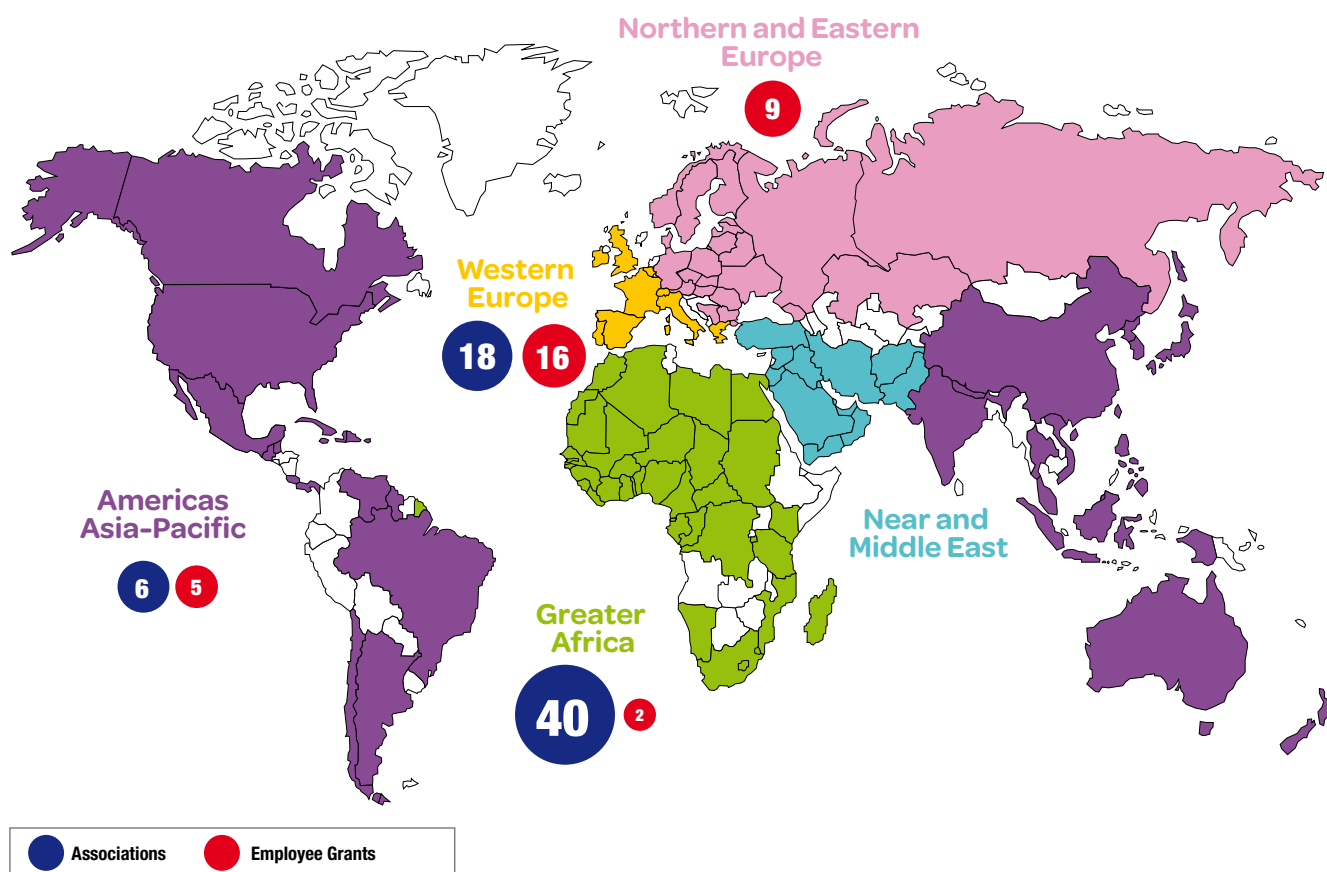 Northern and Eastern
Europe
9
Western
Europe
18
16
Americas
Asia-Pacific
6
5
Near and
Middle East
Greater
Africa
40
2
Associations
Employee Grants